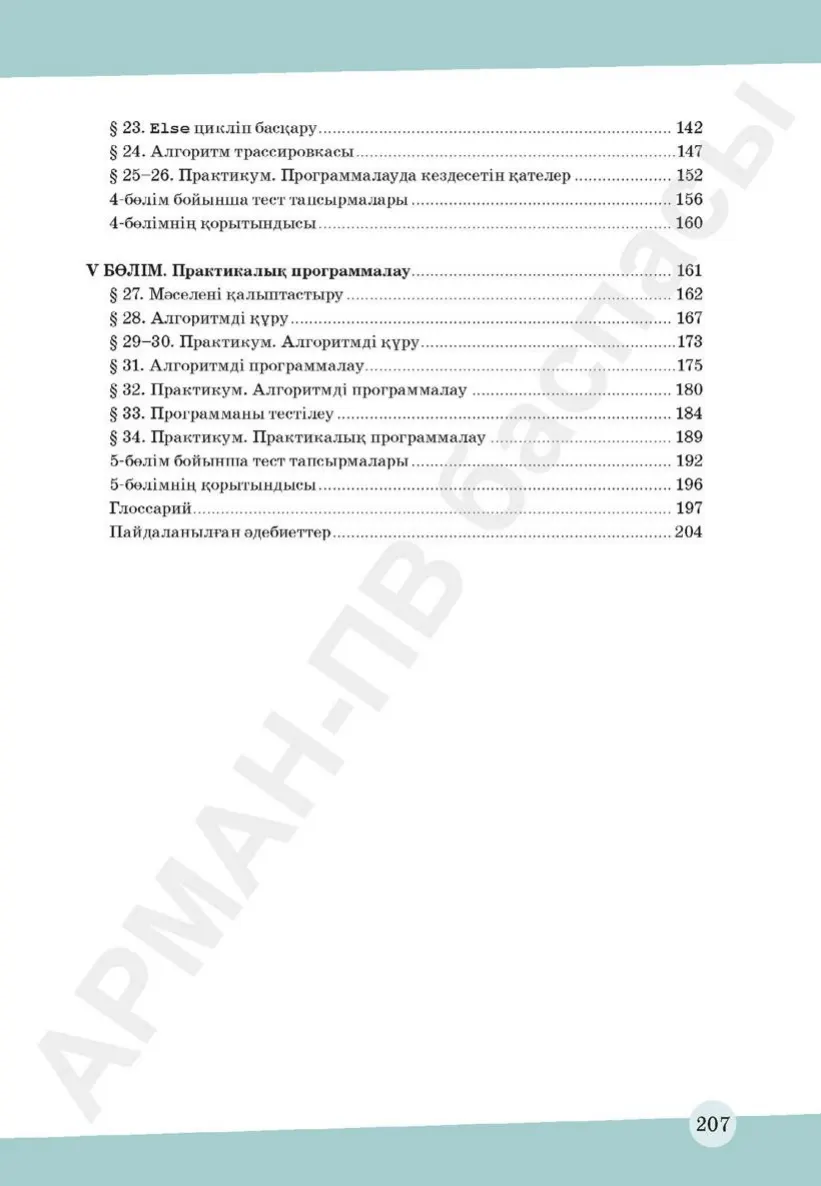 § 23. Else циклін басқару............................................................................ 142
§ 24. Алгоритм трассировкасы.....................................................................147
§ 25–26. Практикум. Программалауда кездесетін қателер ..................... 152
4-бөлім бойынша тест тапсырмалары........................................................ 156
4-бөлімнің қорытындысы............................................................................ 160
V БӨЛІМ. Практикалық программалау........................................................ 161
§ 27. Мәселені қалыптастыру...................................................................... 162
§ 28. Алгоритмді құру.................................................................................. 167
§ 29–30. Практикум. Алгоритмді құру......................................................173
§ 31. Алгоритмді программалау..................................................................175
§ 32. Практикум. Алгоритмді программалау ........................................... 180
§ 33. Программаны тестілеу........................................................................ 184
§ 34. Практикум. Практикалық программалау ....................................... 189
5-бөлім бойынша тест тапсырмалары........................................................ 192
5-бөлімнің қорытындысы............................................................................ 196
Глоссарий....................................................................................................... 197
Пайдаланылған әдебиеттер......................................................................... 204
АРМАН-ПВ баспасы
207